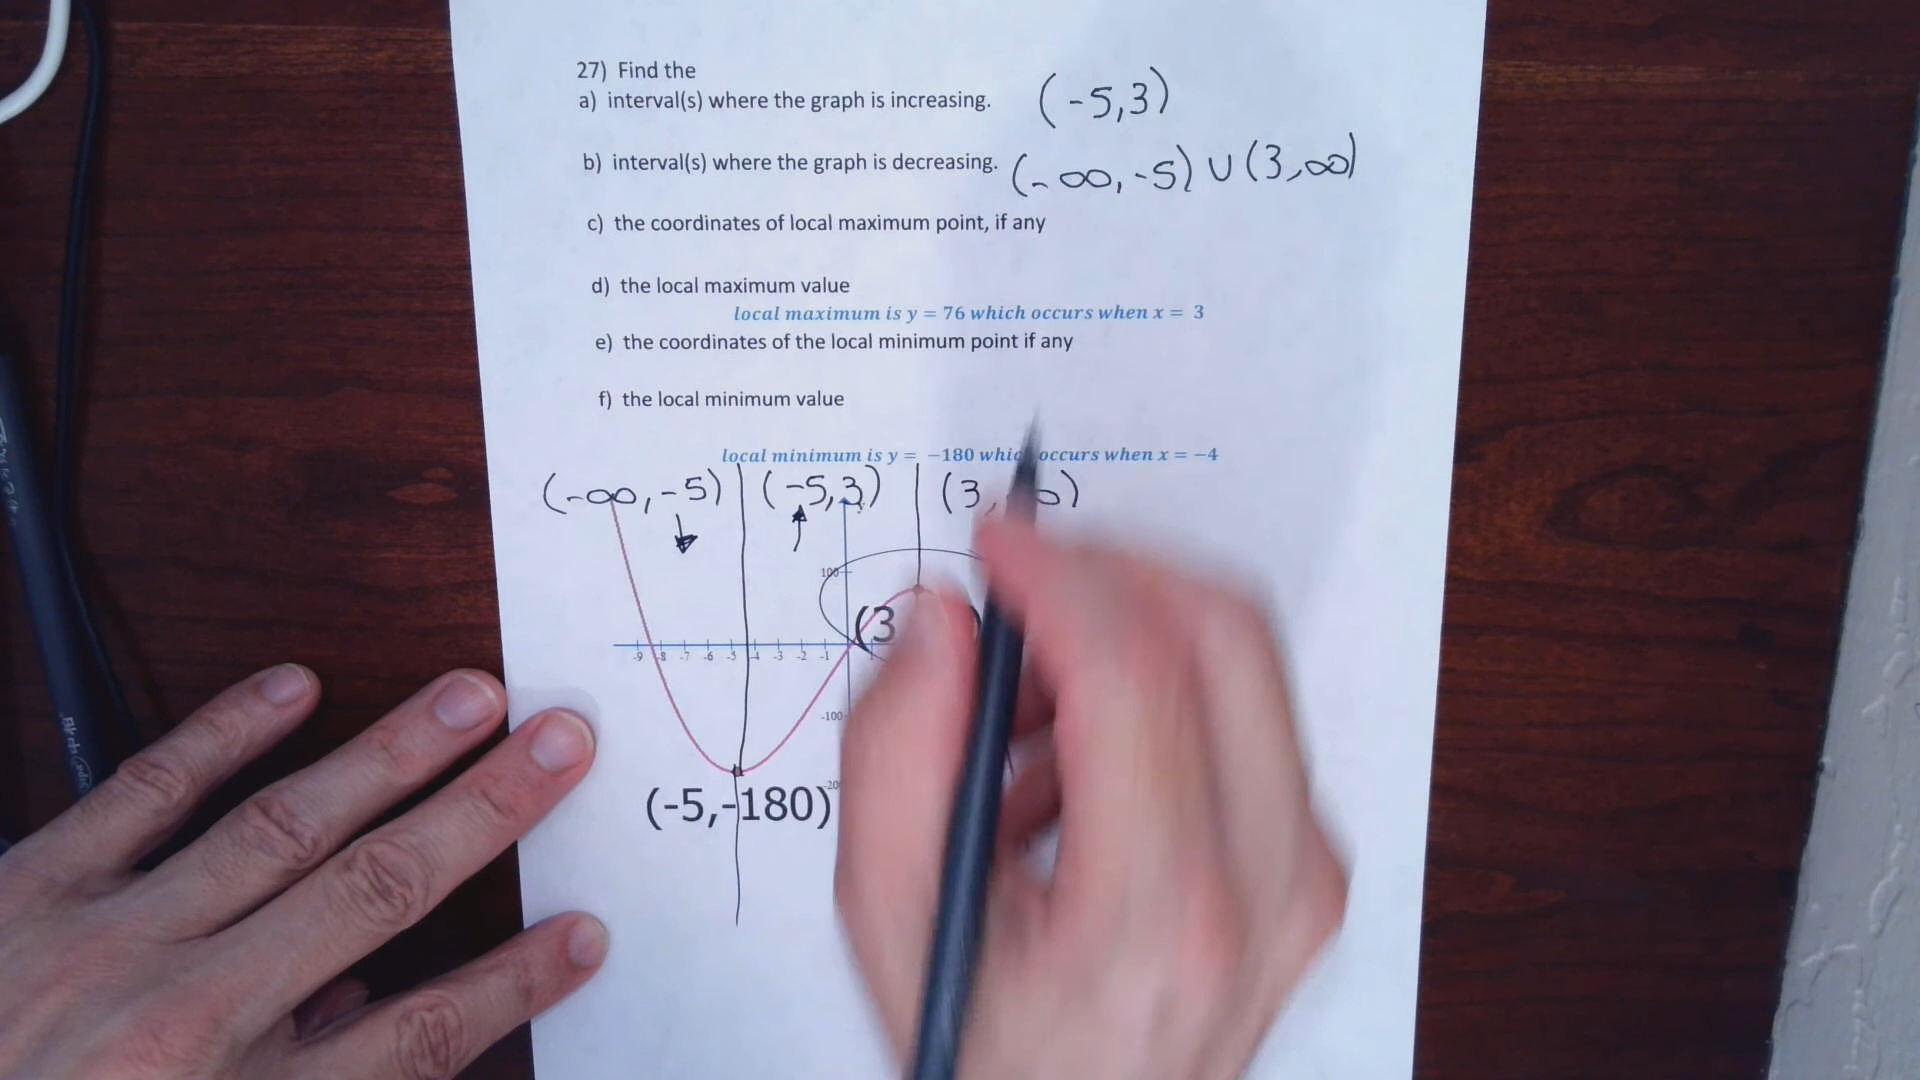 27) Find the
a) interval(s) where the graph is increasing. (-5,3)
b) interval(s) where the graph is decreasing. (-∞,-5) ∪ (3,∞)
c) the coordinates of local maximum point, if any
d) the local maximum value
local maximum is y = 76 which occurs when x = 3
e) the coordinates of the local minimum point if any
f) the local minimum value
local minimum is y = −180 which occurs when x = −4
(-∞,-5) (-5,3) (3,
100
(3
-9 -8 -7 -6 -5 -4 -3 -2 -1
-100
(-5,-180)